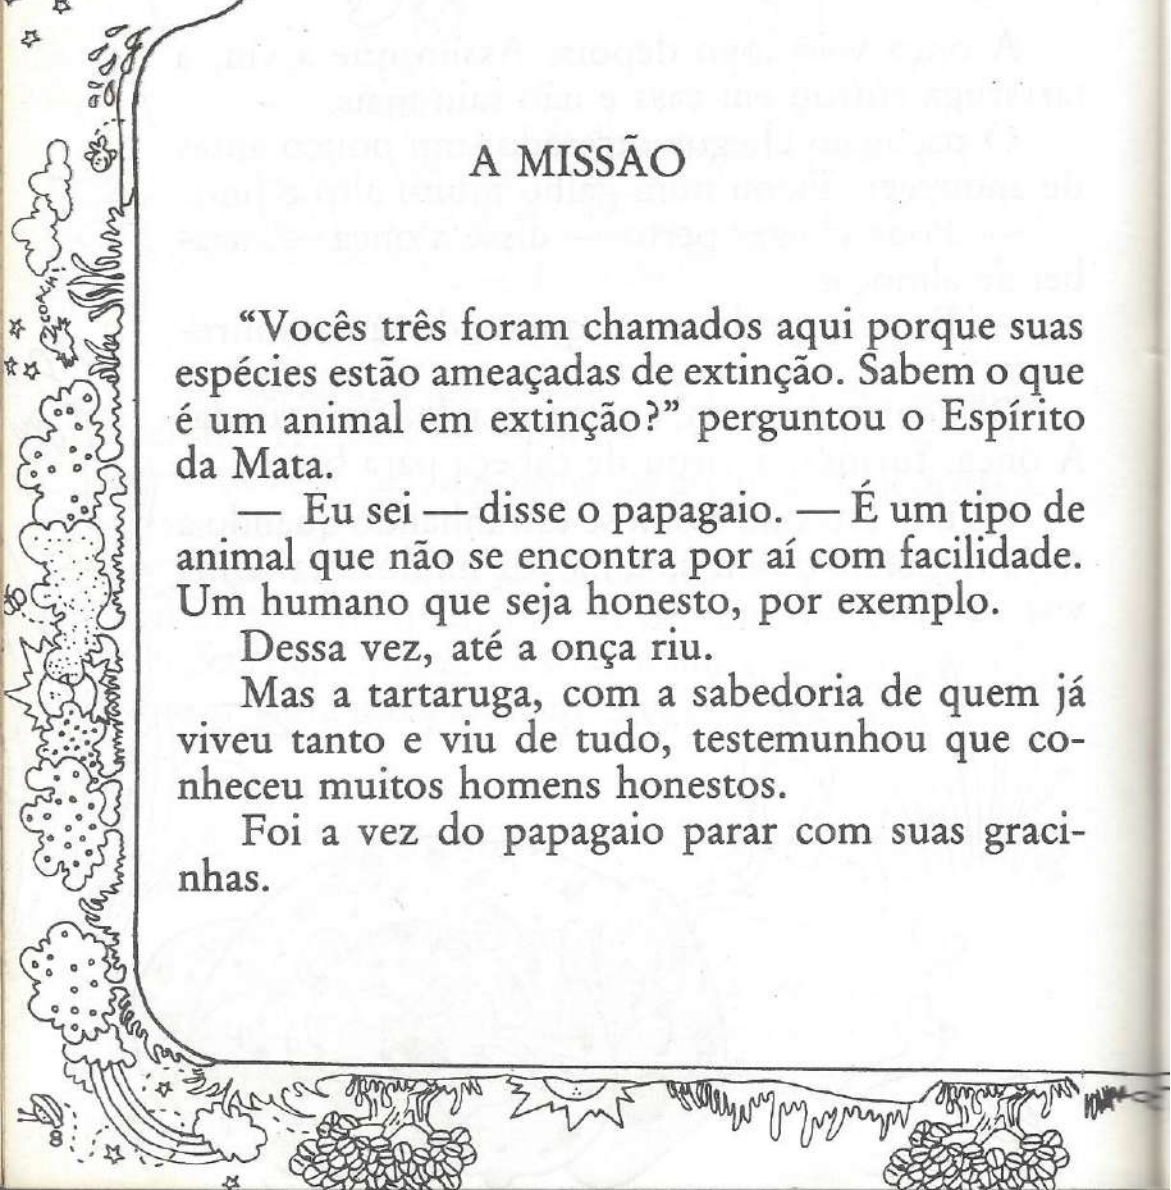 A MISSÃO
“Vocês três foram chamados aqui porque suas
espécies estão ameaçadas de extinção. Sabem o que
é um animal em extinção?” perguntou o Espírito
da Mata.
— Eu sei — disse o papagaio. — É um tipo de
animal que não se encontra por aí com facilidade.
Um humano que seja honesto, por exemplo.
Dessa vez, até a onça riu.
Mas a tartaruga, com a sabedoria de quem já
viveu tanto e viu de tudo, testemunhou que co-
nheceu muitos homens honestos.
Foi a vez do papagaio parar com suas graci-
nhas.
8